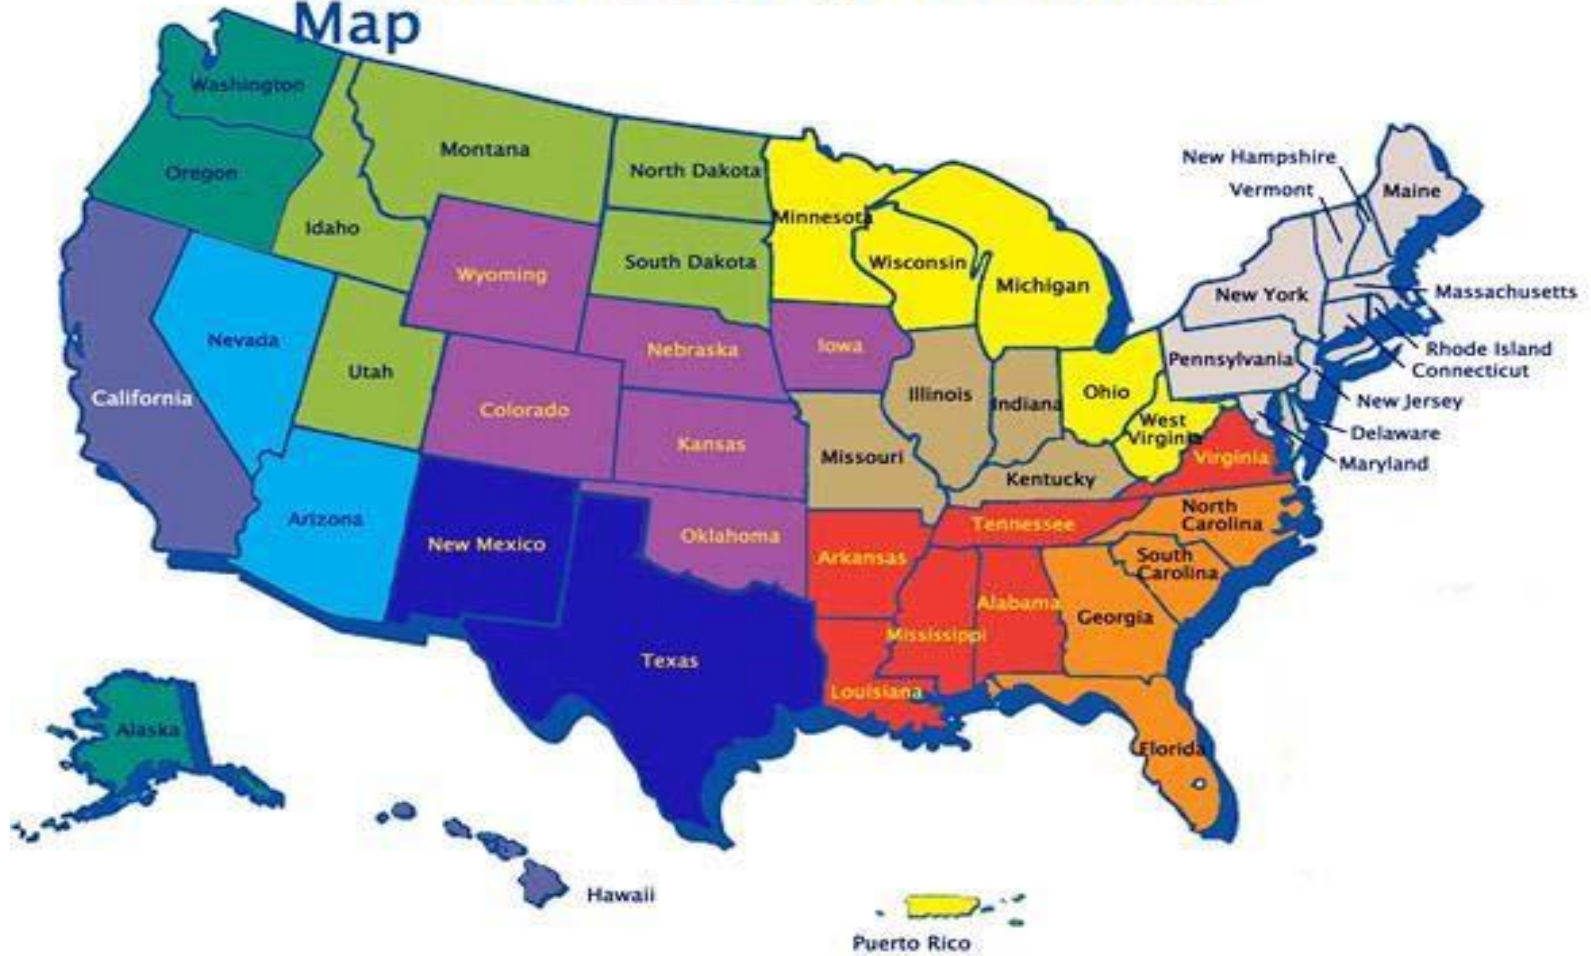 Map
Washington
Oregon
Montana
Idaho
North Dakota
South Dakota
Minnesota
Wisconsin
Michigan
New Hampshire
Vermont
Maine
New York
Massachusetts
Rhode Island
Connecticut
Pennsylvania
New Jersey
Delaware
Maryland
Wyoming
Nebraska
Iowa
Nevada
Utah
California
Colorado
Kansas
Illinois
Indiana
Ohio
West
Virginia
Virginia
Missouri
Kentucky
Arizona
New Mexico
Oklahoma
Arkansas
Tennessee
North
Carolina
South
Carolina
Alabama
Georgia
Mississippi
Texas
Louisiana
Florida
Alaska
Hawaii
Puerto Rico